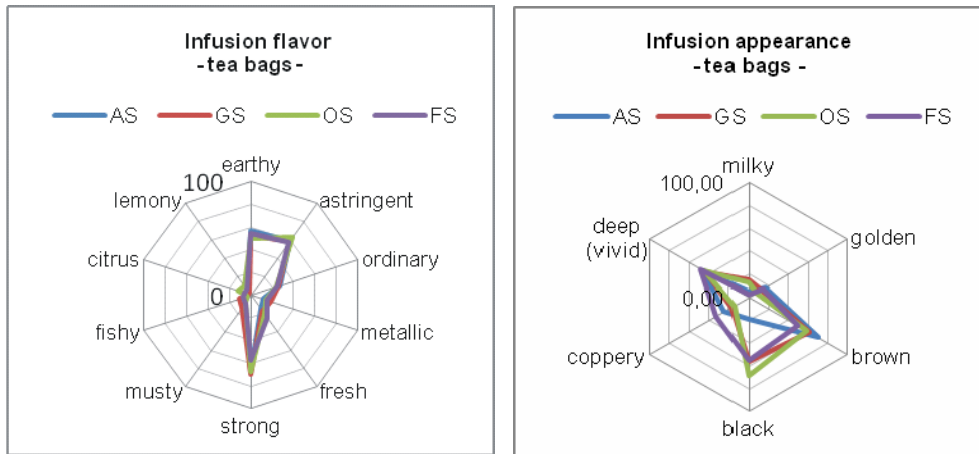 Infusion flavor
-tea bags-
AS GS OS FS
earthy
100
lemony
astringent
citrus
ordinary
0
fishy
metallic
musty
fresh
strong
Infusion appearance
-tea bags -
AS GS OS FS
milky
100,00
deep
(vivid)
golden
0,00
coppery
brown
black